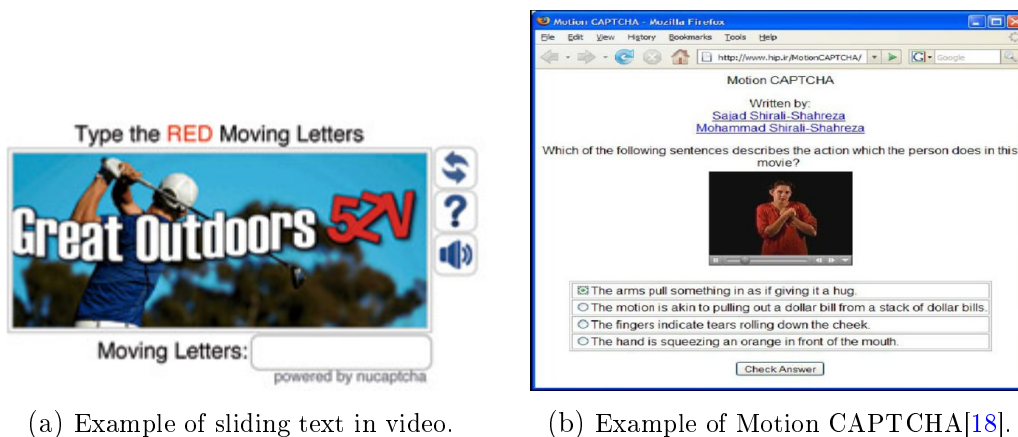 Type the RED Moving Letters
Great Outdoors 5ZV
?
Moving Letters:
powered by nucaptcha
(a) Example of sliding text in video.
Motion CAPTCHA - Mozilla Firefox
File Edit View History Bookmarks Tools Help
http://www.hip.ir/MotionCAPTCHA/ G Google
Motion CAPTCHA
Written by:
Sajad Shirali-Shahreza
Mohammad Shirali-Shahreza
Which of the following sentences describes the action which the person does in this
movie?
The arms pull something in as if giving it a hug.
The motion is akin to pulling out a dollar bill from a stack of dollar bills.
The fingers indicate tears rolling down the cheek.
The hand is squeezing an orange in front of the mouth.
Check Answer
(b) Example of Motion CAPTCHA[18].